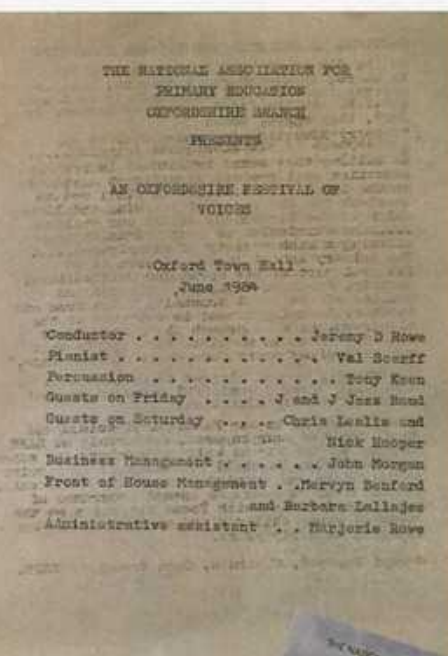 THE NATIONAL ASSOCIATION FOR
PRIMARY EDUCATION
OXFORDSHIRE BRANCH
PRESENTS
AN OXFORDSHIRE FESTIVAL OF
VOICES
Oxford Town Hall
June 1984
Conductor . . . . . . . . . . . Jeremy D Rowe
Pianist . . . . . . . . . . . . Val Scarff
Percussion . . . . . . . . . . Tony Keen
Guests on Friday . . . . . J and J Jazz Band
Guests on Saturday . . . . Chris Leslie and
Nick Hooper
Business Management . . . . . . John Morgan
Front of House Management . . Mervyn Benford
and Barbara
Administrative assistant . . . Marjorie Rowe